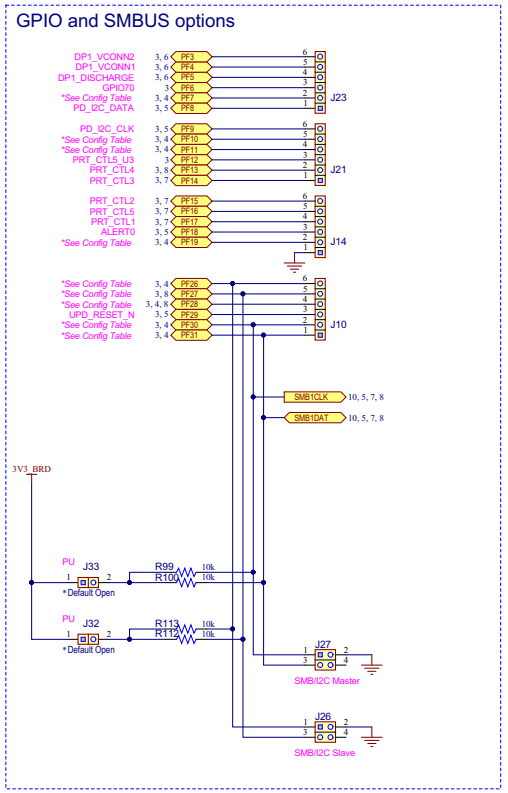 GPIO and SMBUS options
DP1_VCONN2 3, 6 PF3 6
DP1_VCONN1 3, 6 PF4 5
DP1_DISCHARGE 3, 6 PF5 4
GPIO70 3 PF6 3
*See Config Table 3, 4 PF7 2 J23
PD_I2C_DATA 3, 5 PF8 1
PD_I2C_CLK 3, 5 PF9 6
*See Config Table 3, 4 PF10 5
*See Config Table 3, 4 PF11 4
PRT_CTL5_U3 3 PF12 3
PRT_CTL4 3, 8 PF13 2 J21
PRT_CTL3 3, 7 PF14 1
PRT_CTL2 3, 7 PF15 6
PRT_CTL5 3, 7 PF16 5
PRT_CTL1 3, 7 PF17 4
ALERT0 3, 5 PF18 3
*See Config Table 3, 4 PF19 2 J14
1
*See Config Table 3, 4 PF26 6
*See Config Table 3, 8 PF27 5
*See Config Table 3, 4, 8 PF28 4
UPD_RESET_N 3, 5 PF29 3
*See Config Table 3, 4 PF30 2 J10
*See Config Table 3, 4 PF31 1
SMB1CLK 10, 5, 7, 8
SMB1DAT 10, 5, 7, 8
3V3_BRD
PU
J33
1 2
*Default Open
R99 10k
R100 10k
PU
J32
1 2
*Default Open
R113 10k
R112 10k
J27
1 2
3 4
SMB/I2C Master
J26
1 2
3 4
SMB/I2C Slave